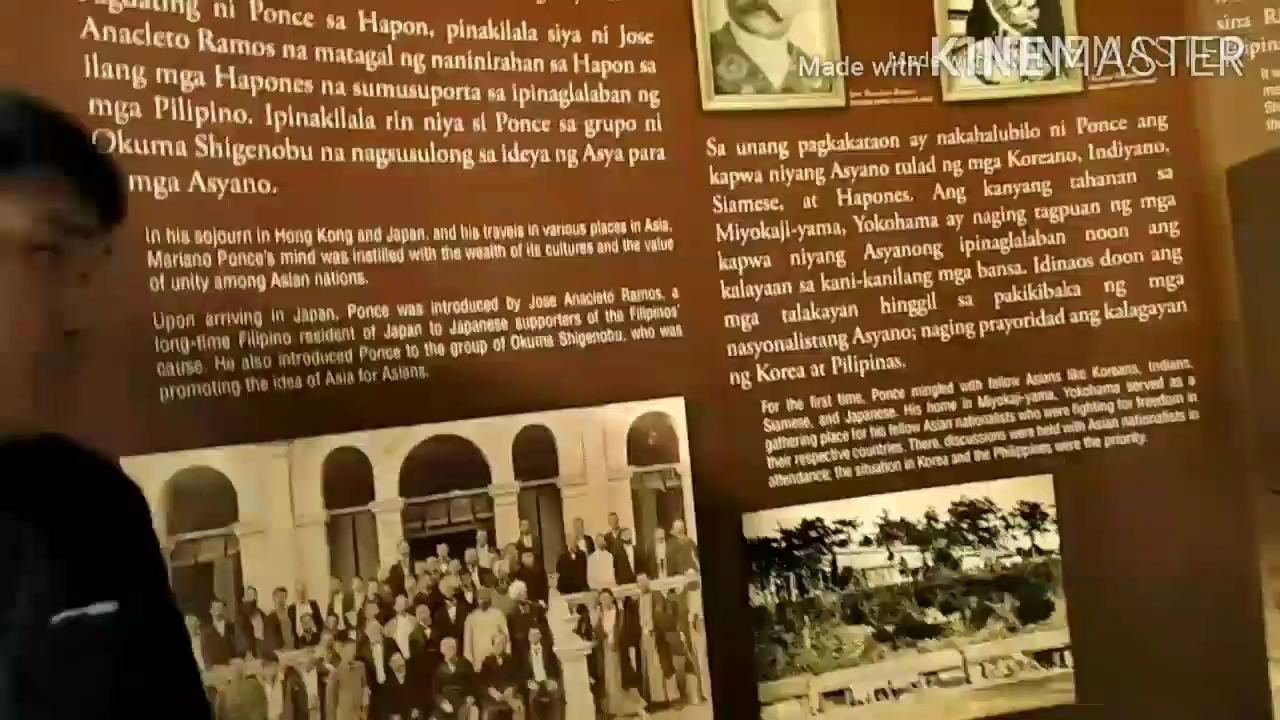 ni Ponce sa Hapon, pinakilala siya ni Jose
Anacleto Ramos na matagal ng naninirahan sa Hapon sa
ilang mga Hapones na sumusuporta sa ipinaglalaban ng
mga Pilipino. Ipinakilala rin niya si Ponce sa grupo ni
Okuma Shigenobu na nagsusulong sa ideya ng Asya para
mga Asyano.
In his sojourn in Hong Kong and Japan, and his travels in various places in Asia,
Mariano Ponce's mind was instilled with the wealth of its cultures and the value
of unity among Asian nations.
Upon arriving in Japan, Ponce was introduced by Jose Anacleto Ramos, a
long-time Filipino resident of Japan to Japanese supporters of the Filipinos'
cause. He also introduced Ponce to the group of Okuma Shigenobu, who was
promoting the idea of Asia for Asians.
Made with KINEMASTER
Sa unang pagkakataon ay nakahalubilo ni Ponce ang
kapwa niyang Asyano tulad ng mga Koreano, Indiyano,
Siamese, at Hapones. Ang kanyang tahanan sa
Miyokaji-yama, Yokohama ay naging tagpuan ng mga
kapwa niyang Asyanong ipinaglalaban noon ang
kalayaan sa kani-kanilang mga bansa. Idinaos doon ang
mga talakayan hinggil sa pakikibaka ng mga
nasyonalistang Asyano; naging prayoridad ang kalagayan
ng Korea at Pilipinas.
For the first time, Ponce mingled with fellow Asians like Koreans, Indians,
Siamese, and Japanese. His home in Miyokaji-yama, Yokohama served as a
gathering place for his fellow Asian nationalists who were fighting for freedom in
their respective countries. There, discussions were held with Asian nationalists in
attendance; the situation in Korea and the Philippines were the priority.